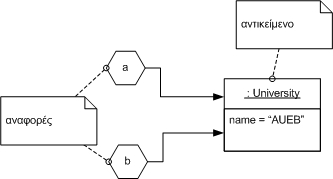 αντικείμενο
a
: University
αναφορές
name = “AUEB”
b